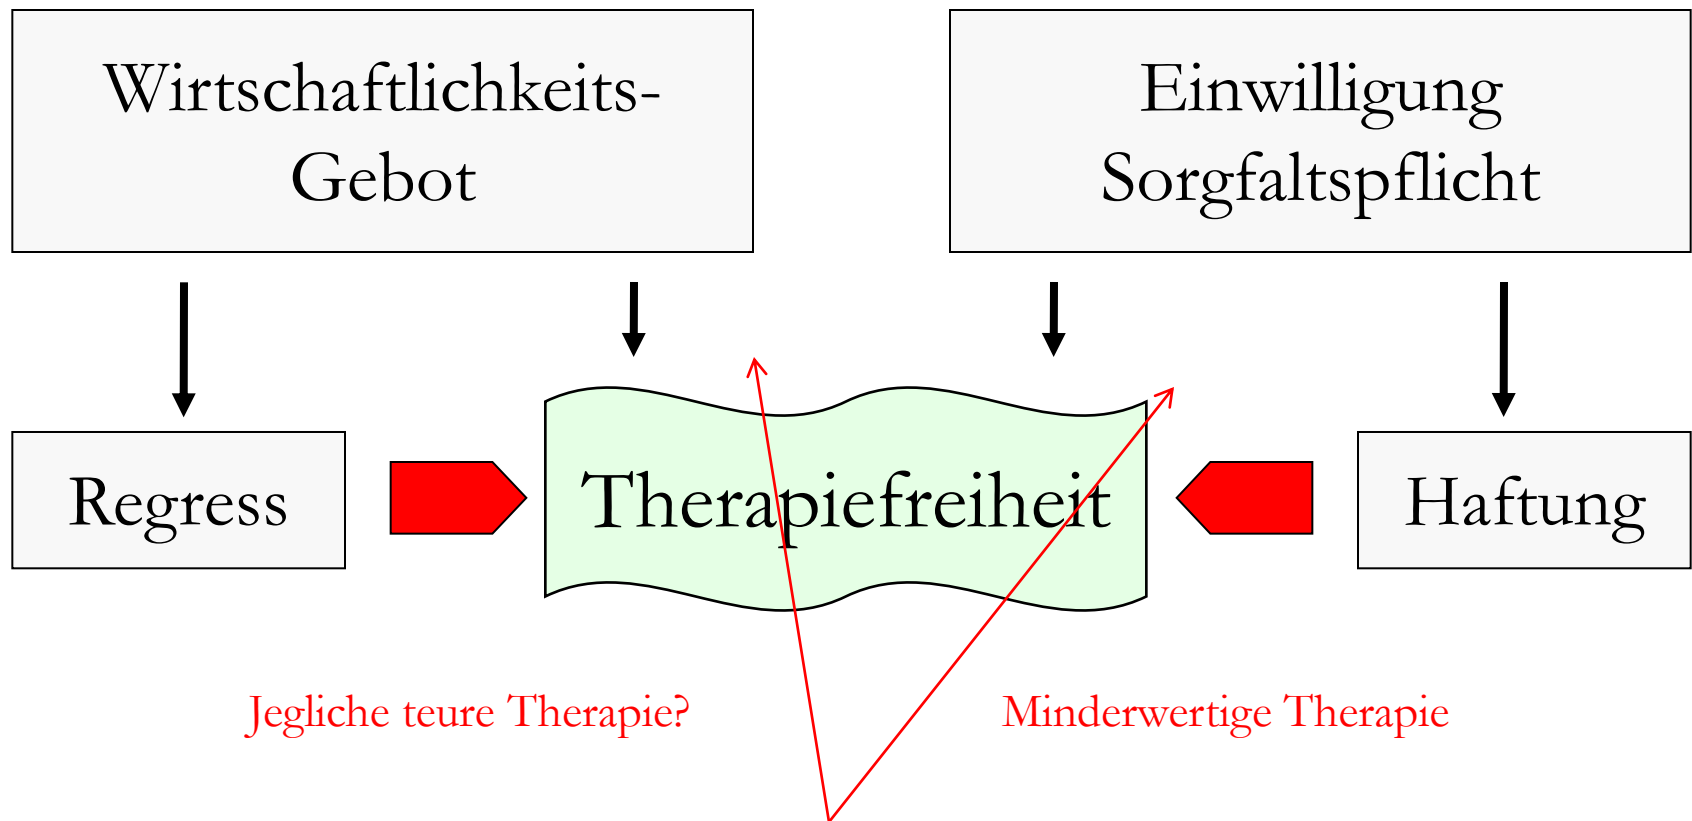 Wirtschaftlichkeits-
Gebot
Einwilligung
Sorgfaltspflicht
Regress
Therapiefreiheit
Haftung
Jegliche teure Therapie?
Minderwertige Therapie